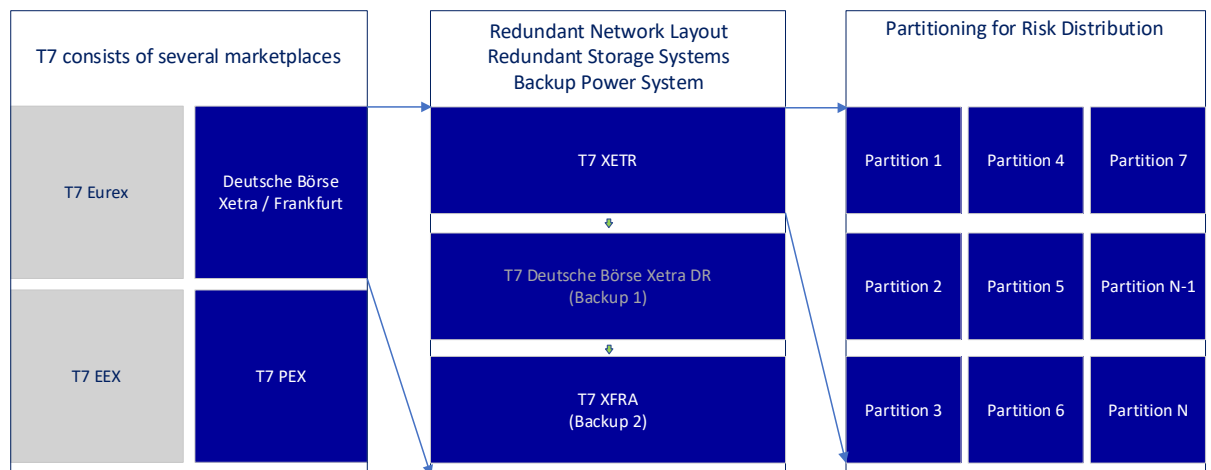 T7 consists of several marketplaces
T7 Eurex
Deutsche Börse
Xetra / Frankfurt
T7 EEX
T7 PEX
Redundant Network Layout
Redundant Storage Systems
Backup Power System
T7 XETR
T7 Deutsche Börse Xetra DR
(Backup 1)
T7 XFRA
(Backup 2)
Partitioning for Risk Distribution
Partition 1
Partition 4
Partition 7
Partition 2
Partition 5
Partition N-1
Partition 3
Partition 6
Partition N